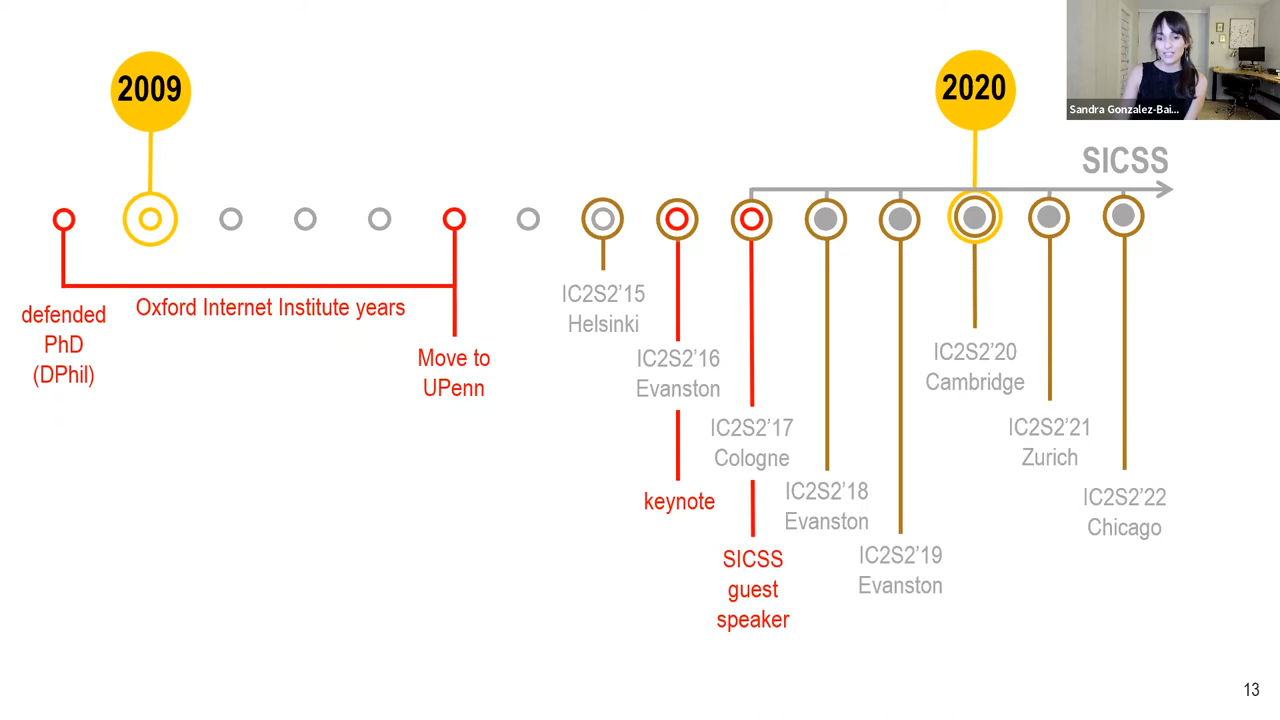 2009
2020
Sandra Gonzalez-Bai...
SICSS
defended
PhD
(DPhil)
Oxford Internet Institute years
Move to
UPenn
IC2S2’15
Helsinki
IC2S2’16
Evanston
keynote
IC2S2’17
Cologne
SICSS
guest
speaker
IC2S2’18
Evanston
IC2S2’19
Evanston
IC2S2’20
Cambridge
IC2S2’21
Zurich
IC2S2’22
Chicago
13